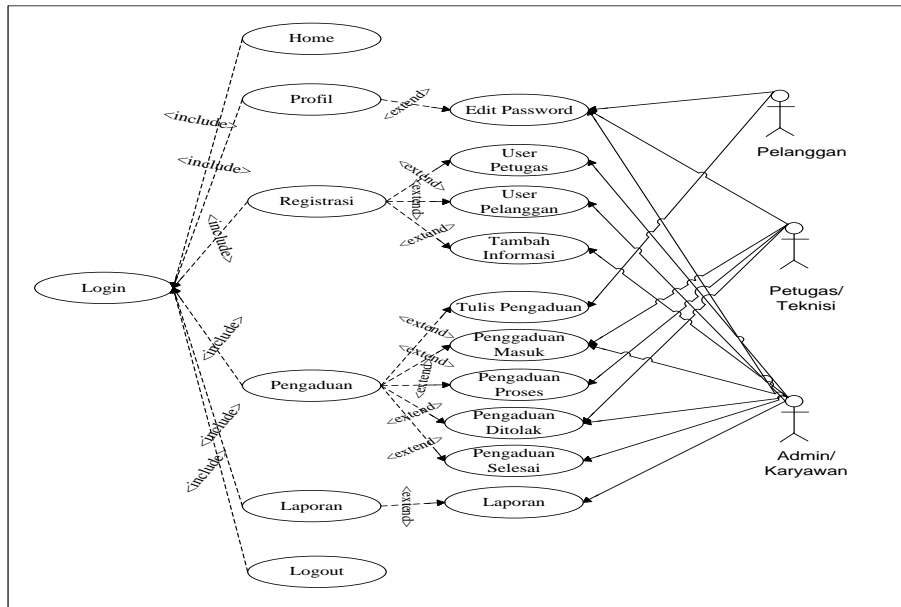 Home
Profil
<extend>
Edit Password
<include>
<include>
Pelanggan
User
Petugas
<extend>
Registrasi
<extend>
User
Pelanggan
<include>
<extend>
Tambah
Informasi
Petugas/
Teknisi
Login
Tulis Pengaduan
<include>
<extend>
Penggaduan
Masuk
<extend>
Pengaduan
<extend>
Pengaduan
Proses
<extend>
Pengaduan
Ditolak
<include>
<extend>
Pengaduan
Selesai
Admin/
Karyawan
<include>
Laporan
<extend>
Laporan
Logout